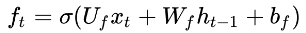 f_t = σ(U_f x_t + W_f h_{t−1} + b_f)